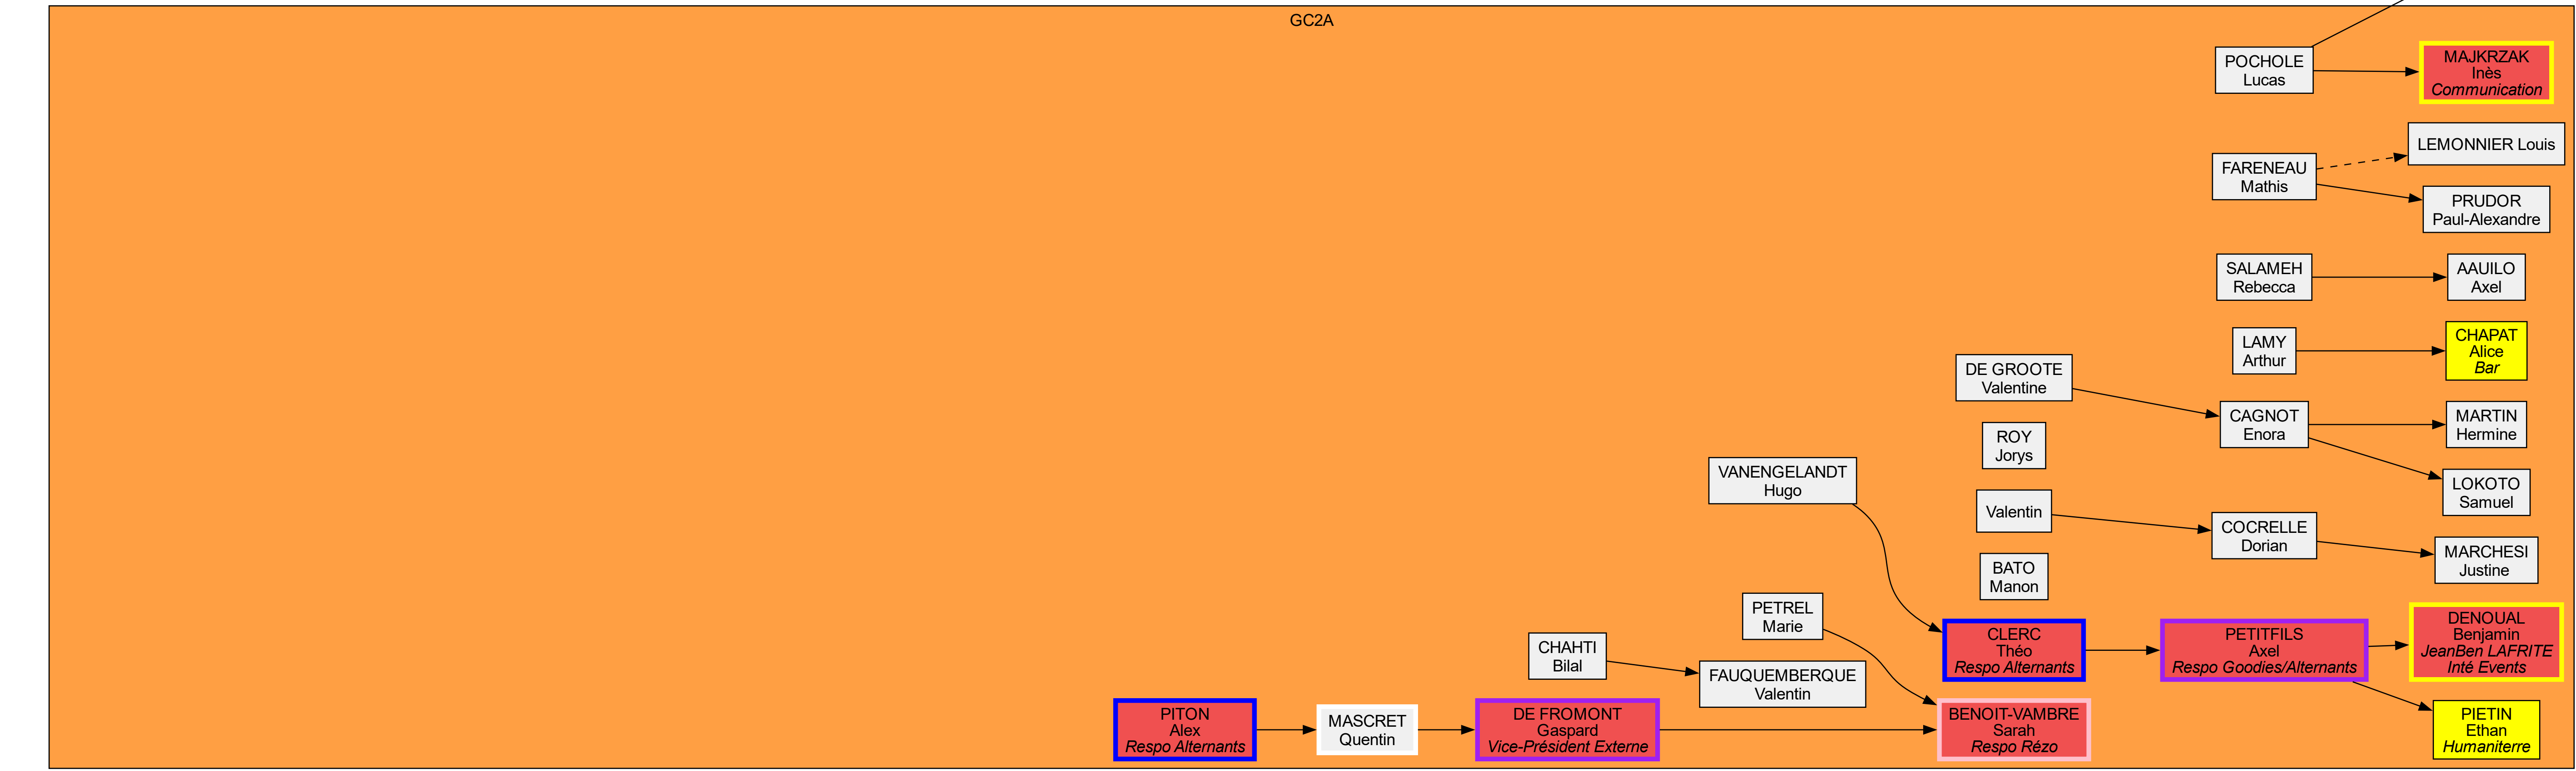 GC2A
POCHOLE
Lucas
MAJKRZAK
Inès
Communication
LEMONNIER Louis
FARENEAU
Mathis
PRUDOR
Paul-Alexandre
SALAMEH
Rebecca
AAUILO
Axel
LAMY
Arthur
CHAPAT
Alice
Bar
DE GROOTE
Valentine
CAGNOT
Enora
MARTIN
Hermine
ROY
Jorys
VANENGELANDT
Hugo
LOKOTO
Samuel
Valentin
COCRELLE
Dorian
MARCHESI
Justine
BATO
Manon
PETREL
Marie
CHAHTI
Bilal
FAUQUEMBERQUE
Valentin
CLERC
Théo
Respo Alternants
PETITFILS
Axel
Respo Goodies/Alternants
DENOUAL
Benjamin
JeanBen LAFRITE
Inté Events
PITON
Alex
Respo Alternants
MASCRET
Quentin
DE FROMONT
Gaspard
Vice-Président Externe
BENOIT-VAMBRE
Sarah
Respo Rézo
PIETIN
Ethan
Humaniterre